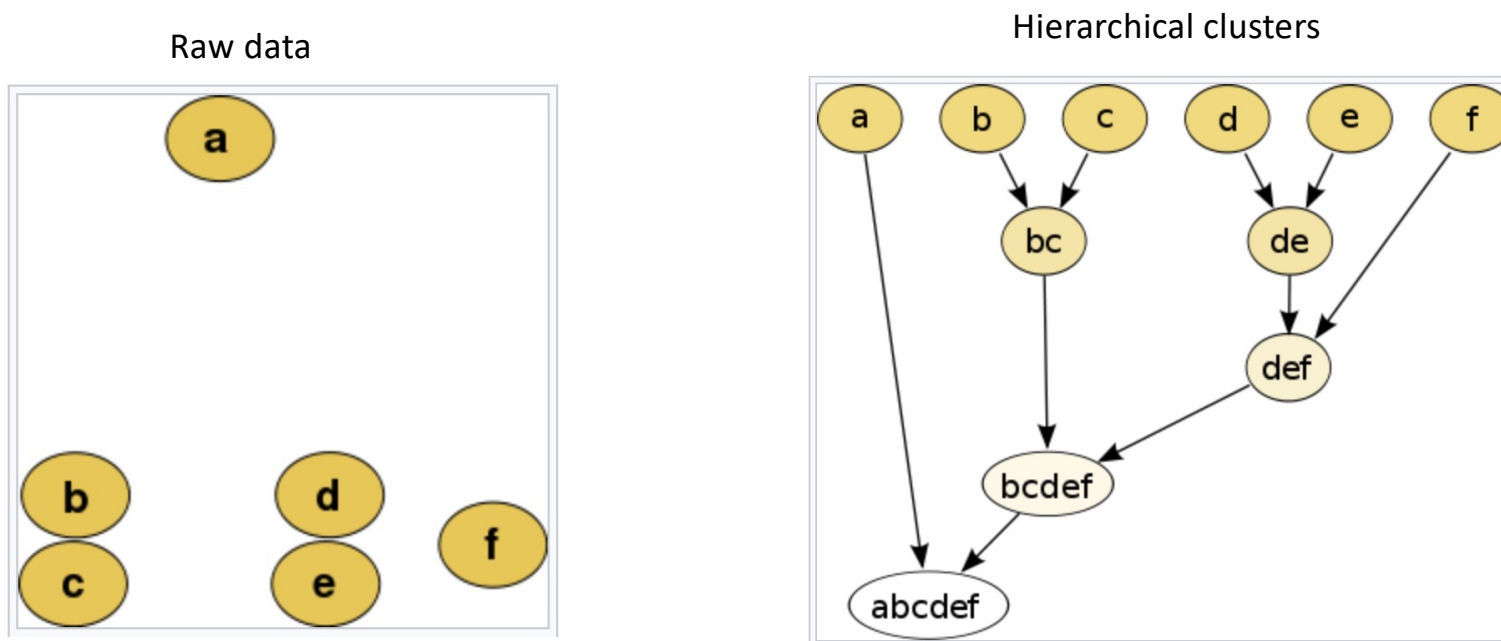 Raw data
a
b
d
f
c
e
Hierarchical clusters
a b c d e f
bc de
def
bcdef
abcdef